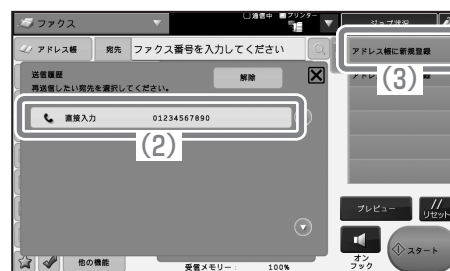 ファクス
通信中
プリンター
ジョブ状況
アドレス帳 宛先 ファクス番号を入力してください
アドレス帳に新規登録
(3)
送信履歴
再送信したい宛先を選択してください。
解除
直接入力 01234567890
(2)
プレビュー
リセット
オン
フック
スタート
他の機能
受信メモリー: 100%